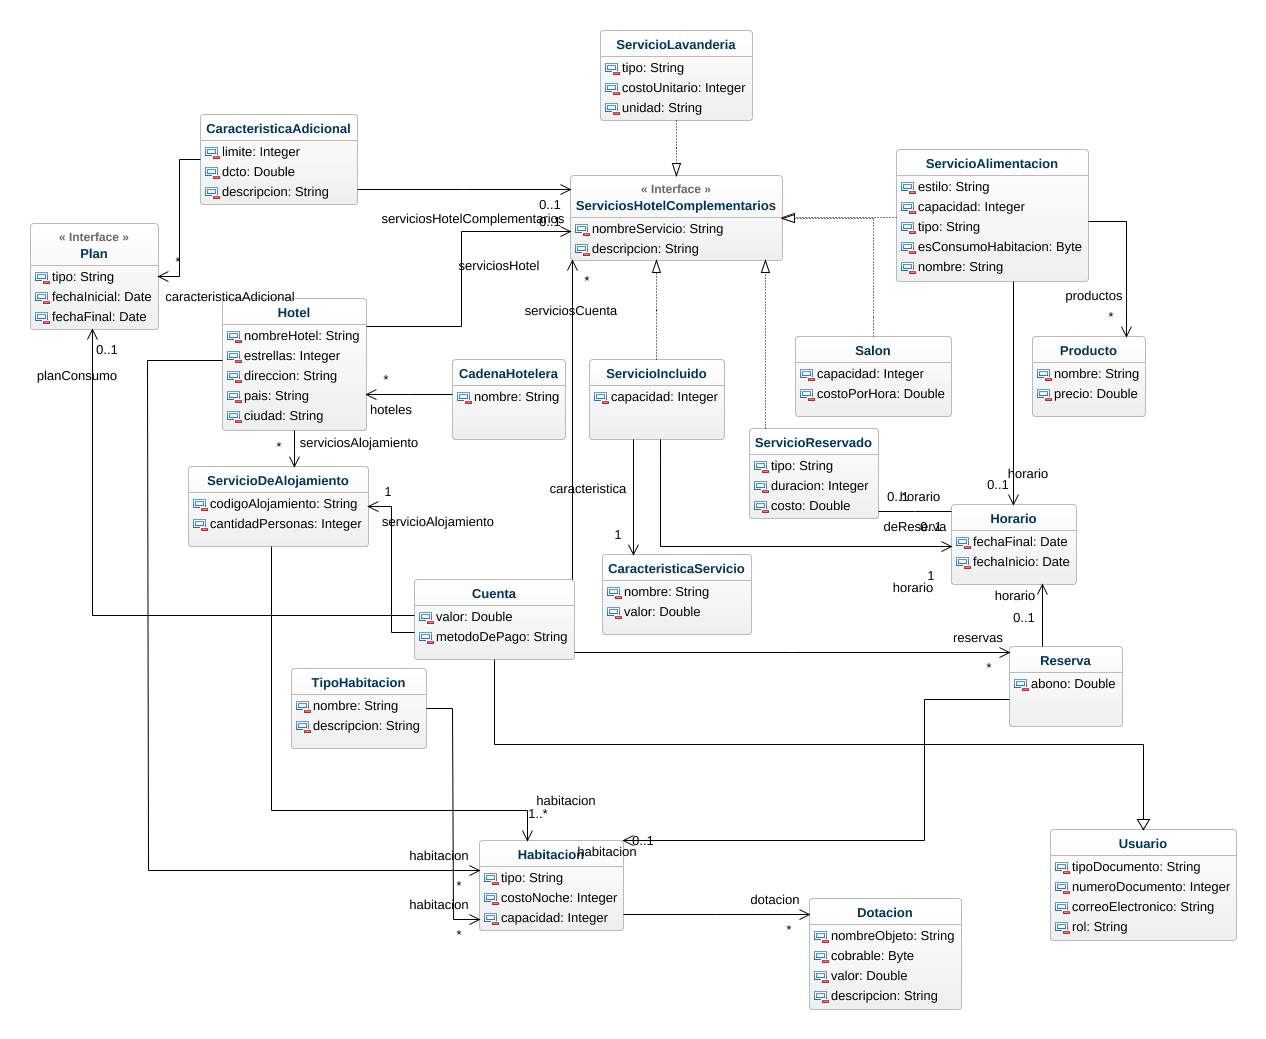 ServicioLavanderia
tipo: String
costoUnitario: Integer
unidad: String
CaracteristicaAdicional
limite: Integer
dcto: Double
descripcion: String
ServicioAlimentacion
estilo: String
capacidad: Integer
tipo: String
esConsumoHabitacion: Byte
nombre: String
« Interface »
ServiciosHotelComplementarios
nombreServicio: String
descripcion: String
0..1
serviciosHotelComplementarios
0..1
serviciosHotel
« Interface »
Plan
tipo: String
fechaInicial: Date
fechaFinal: Date
*
caracteristicaAdicional
0..1
planConsumo
*
serviciosCuenta
productos
*
Hotel
nombreHotel: String
estrellas: Integer
direccion: String
pais: String
ciudad: String
CadenaHotelera
nombre: String
*
hoteles
ServicioIncluido
capacidad: Integer
Salon
capacidad: Integer
costoPorHora: Double
Producto
nombre: String
precio: Double
* serviciosAlojamiento
ServicioReservado
tipo: String
duracion: Integer
costo: Double
ServicioDeAlojamiento
codigoAlojamiento: String
cantidadPersonas: Integer
1
servicioAlojamiento
caracteristica
1
horario
0..1
0..1
horario
deReserva
0..1
Horario
fechaFinal: Date
fechaInicio: Date
1
horario
horario
0..1
CaracteristicaServicio
nombre: String
valor: Double
Cuenta
valor: Double
metodoDePago: String
reservas
*
Reserva
abono: Double
TipoHabitacion
nombre: String
descripcion: String
habitacion
1..*
0..1
habitacion
habitacion
*
habitacion
*
Habitacion
tipo: String
costoNoche: Integer
capacidad: Integer
dotacion
*
Dotacion
nombreObjeto: String
cobrable: Byte
valor: Double
descripcion: String
Usuario
tipoDocumento: String
numeroDocumento: Integer
correoElectronico: String
rol: String